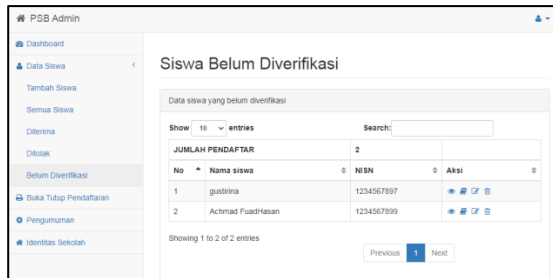 PSB Admin
Dashboard
Data Siswa
Tambah Siswa
Semua Siswa
Diterima
Ditolak
Belum Diverifikasi
Buka Tutup Pendaftaran
Pengumuman
Identitas Sekolah
Siswa Belum Diverifikasi
Data siswa yang belum diverifikasi
Show 10 entries Search:
JUMLAH PENDAFTAR 2
No Nama siswa NISN Aksi
1 gustirina 1234567897
2 Achmad FuadHasan 1234567899
Showing 1 to 2 of 2 entries
Previous 1 Next